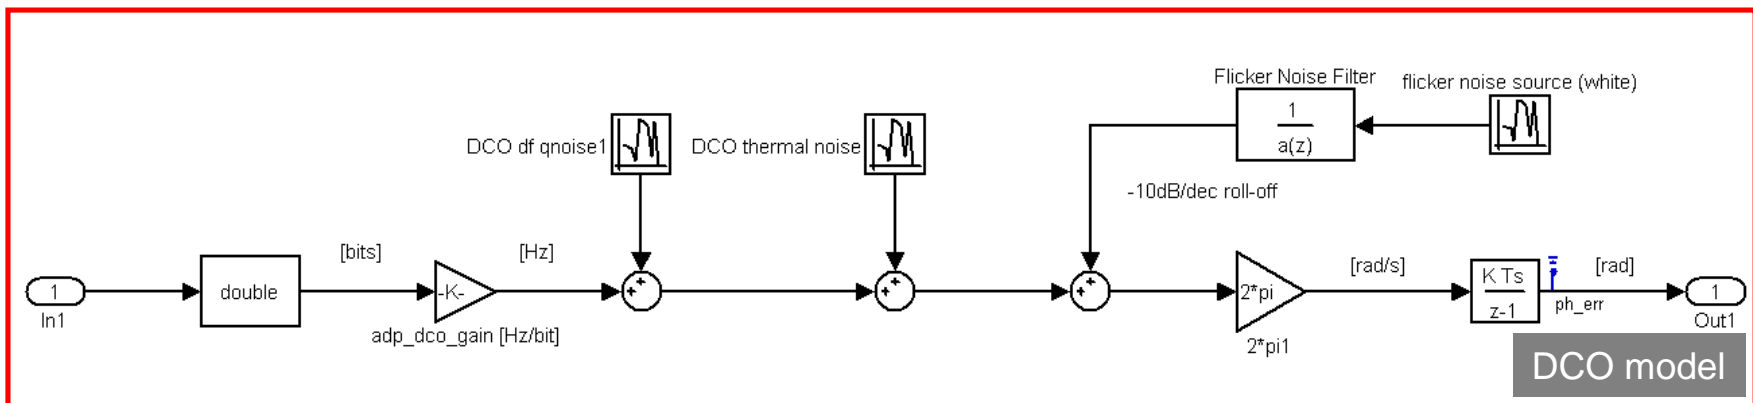 Flicker Noise Filter
flicker noise source (white)
1
a(z)
DCO df qnoise1
DCO thermal noise
-10dB/dec roll-off
[bits]
[Hz]
[rad/s]
[rad]
1
In1
double
-K-
adp_dco_gain [Hz/bit]
++
++
++
2*pi
2*pi1
K Ts
z-1
ph_err
1
Out1
DCO model